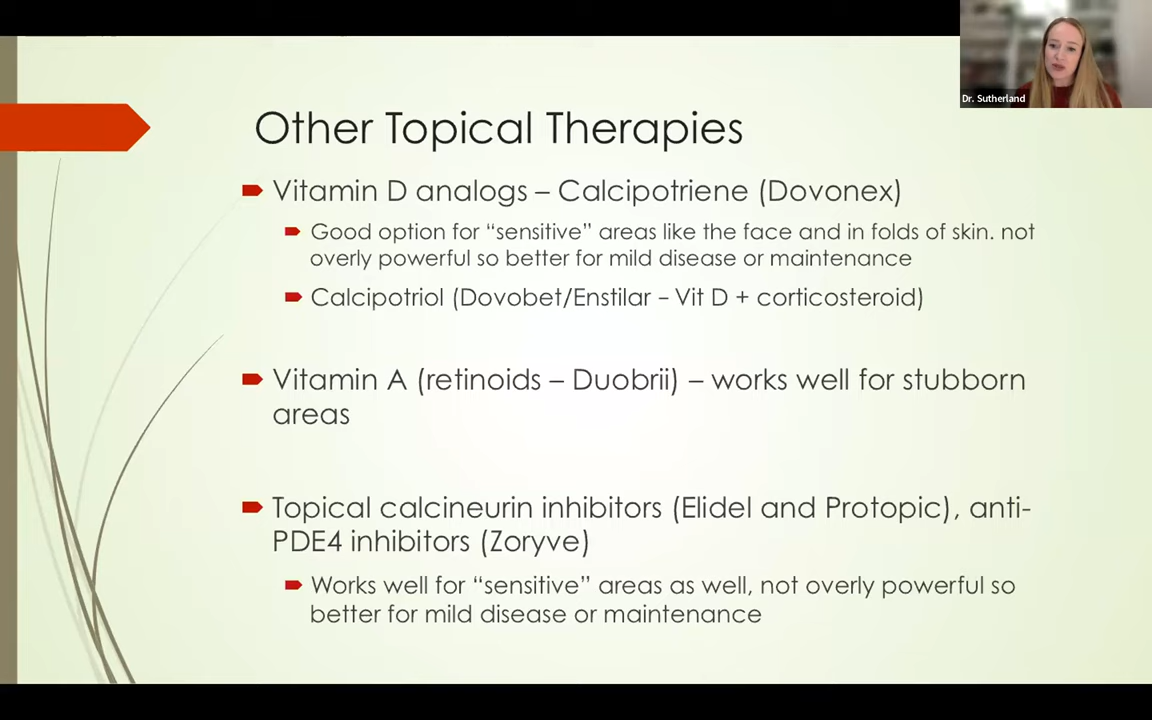 Dr. Sutherland
Other Topical Therapies
Vitamin D analogs – Calcipotriene (Dovonex)
Good option for “sensitive” areas like the face and in folds of skin. not
overly powerful so better for mild disease or maintenance
Calcipotriol (Dovobet/Enstilar – Vit D + corticosteroid)
Vitamin A (retinoids – Duobrii) – works well for stubborn
areas
Topical calcineurin inhibitors (Elidel and Protopic), anti-
PDE4 inhibitors (Zoryve)
Works well for “sensitive” areas as well, not overly powerful so
better for mild disease or maintenance